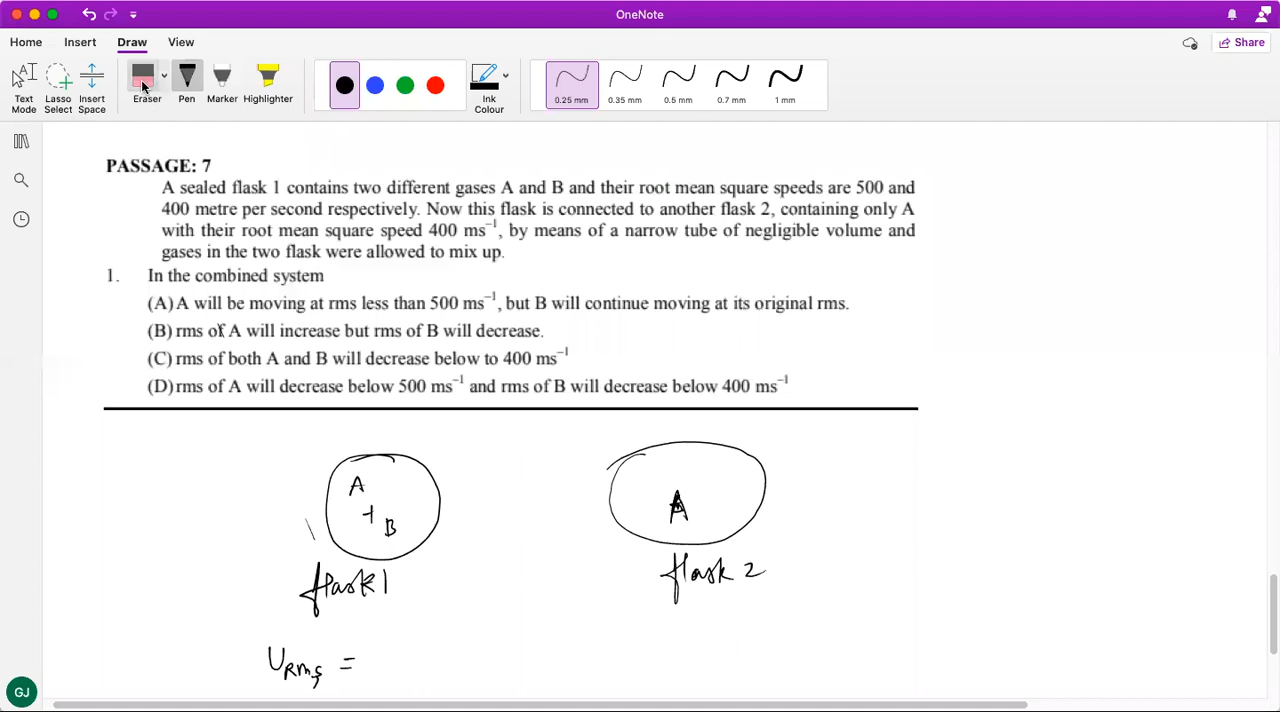 OneNote
Home Insert Draw View
Share
Text Mode
Lasso Select
Insert Space
Eraser
Pen
Marker
Highlighter
Ink Colour
0.25 mm 0.35 mm 0.5 mm 0.7 mm 1 mm
PASSAGE: 7
A sealed flask 1 contains two different gases A and B and their root mean square speeds are 500 and
400 metre per second respectively. Now this flask is connected to another flask 2, containing only A
with their root mean square speed 400 ms⁻¹, by means of a narrow tube of negligible volume and
gases in the two flask were allowed to mix up.
1. In the combined system
(A) A will be moving at rms less than 500 ms⁻¹, but B will continue moving at its original rms.
(B) rms of A will increase but rms of B will decrease.
(C) rms of both A and B will decrease below to 400 ms⁻¹
(D) rms of A will decrease below 500 ms⁻¹ and rms of B will decrease below 400 ms⁻¹
A
+
B
A
flask 1
flask 2
URms =
GJ